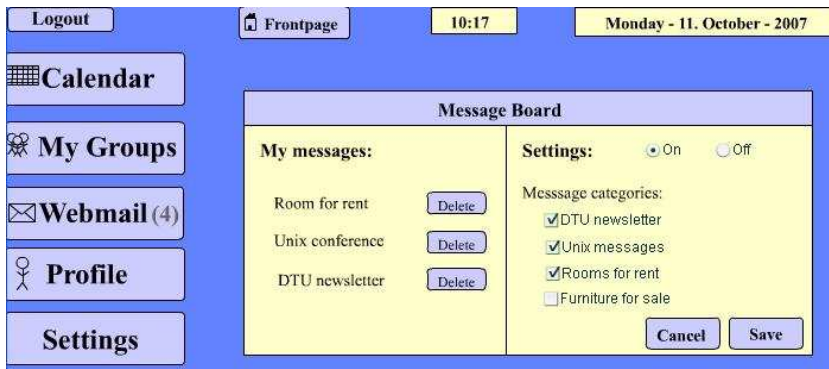 Logout
Frontpage
10:17
Monday - 11. October - 2007
Calendar
My Groups
Webmail (4)
Profile
Settings
Message Board
My messages:
Room for rent Delete
Unix conference Delete
DTU newsletter Delete
Settings: On Off
Messsage categories:
DTU newsletter
Unix messages
Rooms for rent
Furniture for sale
Cancel Save